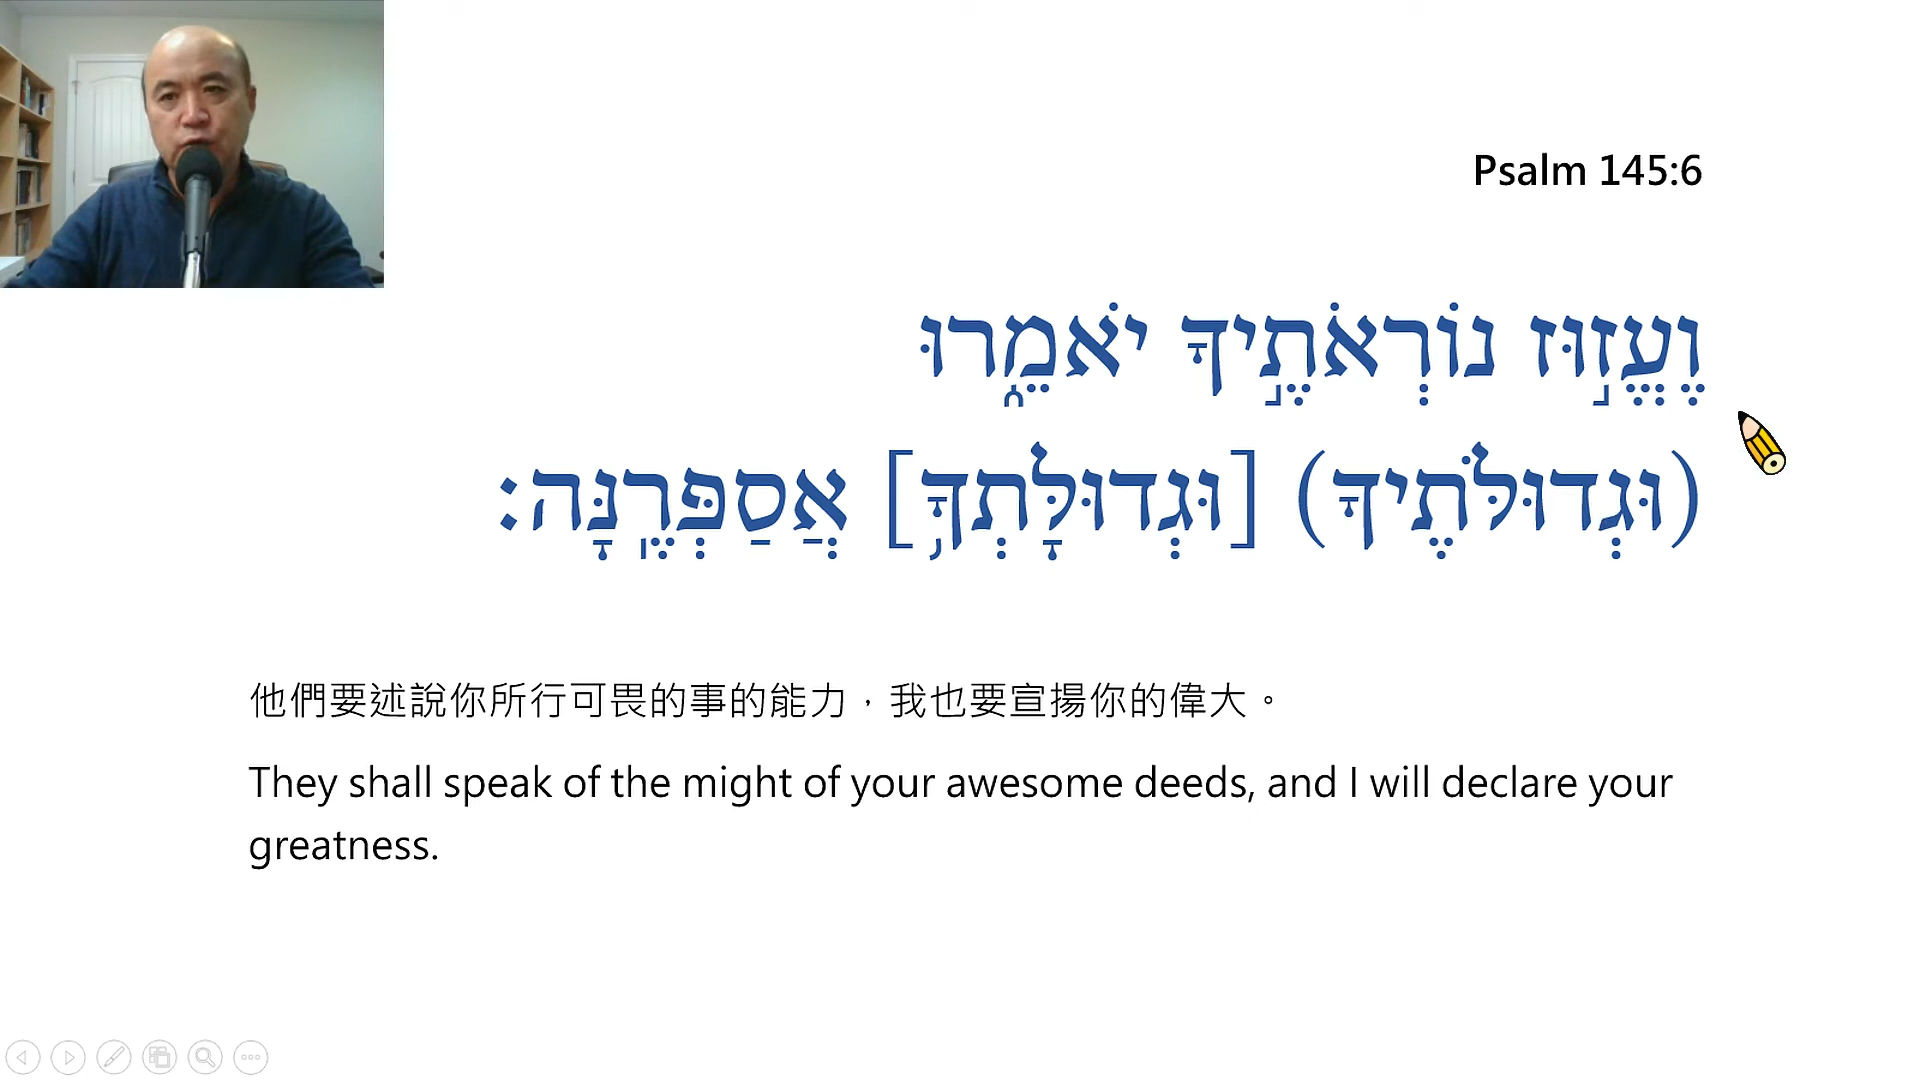 Psalm 145:6
וֶעֱז֣וּז נוֹרְאֹתֶ֣יךָ יֹאמֵ֑רוּ
(וּגְדוּלֹּתֶיךָ) [וּגְדוּלָּתְךָ֥] אֲסַפְּרֶֽנָּה׃
他們要述說你所行可畏的事的能力，我也要宣揚你的偉大。
They shall speak of the might of your awesome deeds, and I will declare your
greatness.